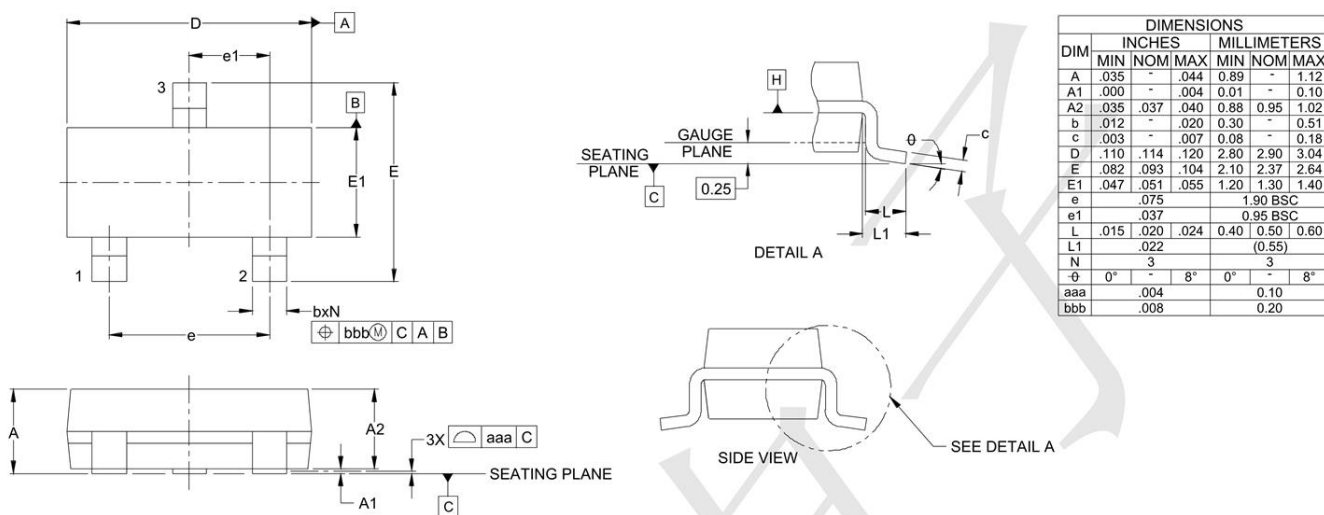 D
A
e1
3
B
E1
E
1
2
bxN
⌖ bbbⓂ C A B
e
A
A2
3X ⌓ aaa C
A1
SEATING PLANE
C
H
GAUGE PLANE
SEATING PLANE
C
0.25
θ
c
L
L1
DETAIL A
SIDE VIEW
SEE DETAIL A
DIMENSIONS
DIM INCHES MILLIMETERS
MIN NOM MAX MIN NOM MAX
A .035 - .044 0.89 - 1.12
A1 .000 - .004 0.01 - 0.10
A2 .035 .037 .040 0.88 0.95 1.02
b .012 - .020 0.30 - 0.51
c .003 - .007 0.08 - 0.18
D .110 .114 .120 2.80 2.90 3.04
E .082 .093 .104 2.10 2.37 2.64
E1 .047 .051 .055 1.20 1.30 1.40
e .075 1.90 BSC
e1 .037 0.95 BSC
L .015 .020 .024 0.40 0.50 0.60
L1 .022 (0.55)
N 3 3
θ 0° - 8° 0° - 8°
aaa .004 0.10
bbb .008 0.20